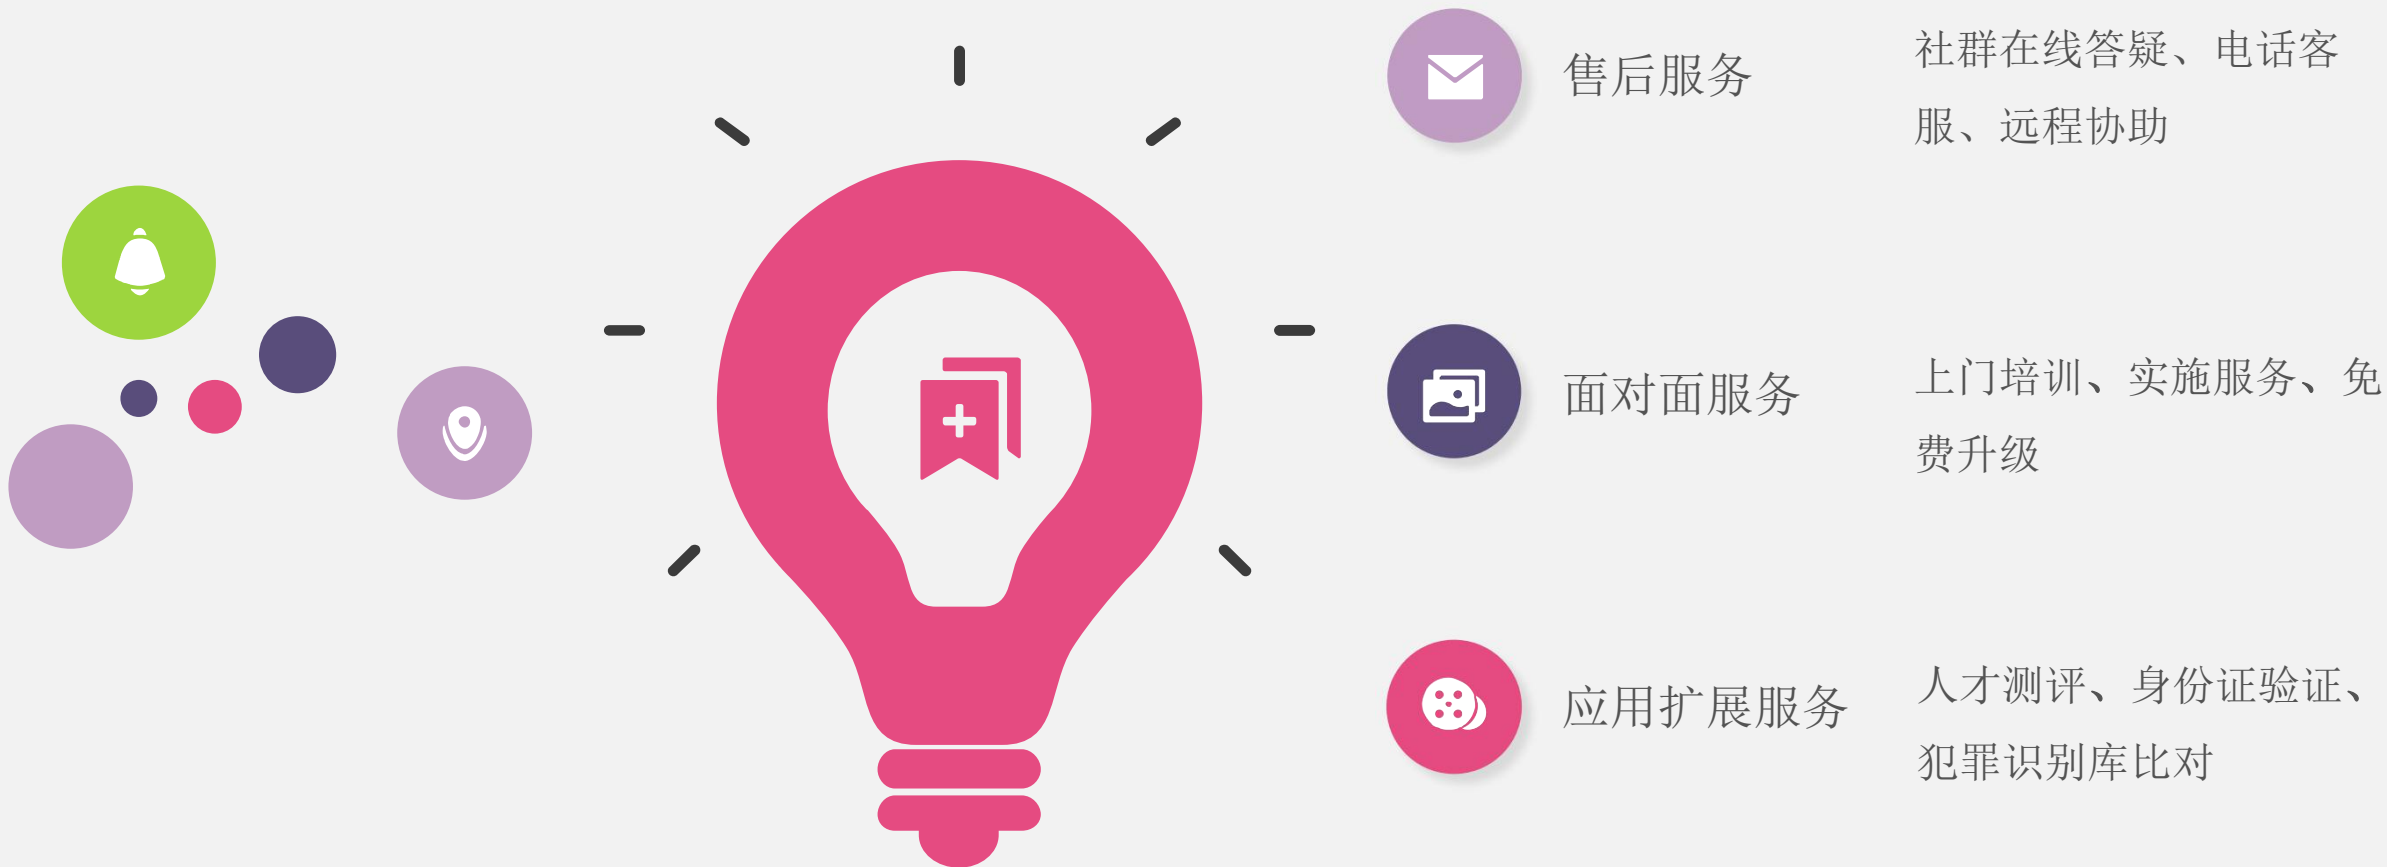 售后服务
社群在线答疑、电话客
服、远程协助
面对面服务
上门培训、实施服务、免
费升级
应用扩展服务
人才测评、身份证验证、
犯罪识别库比对